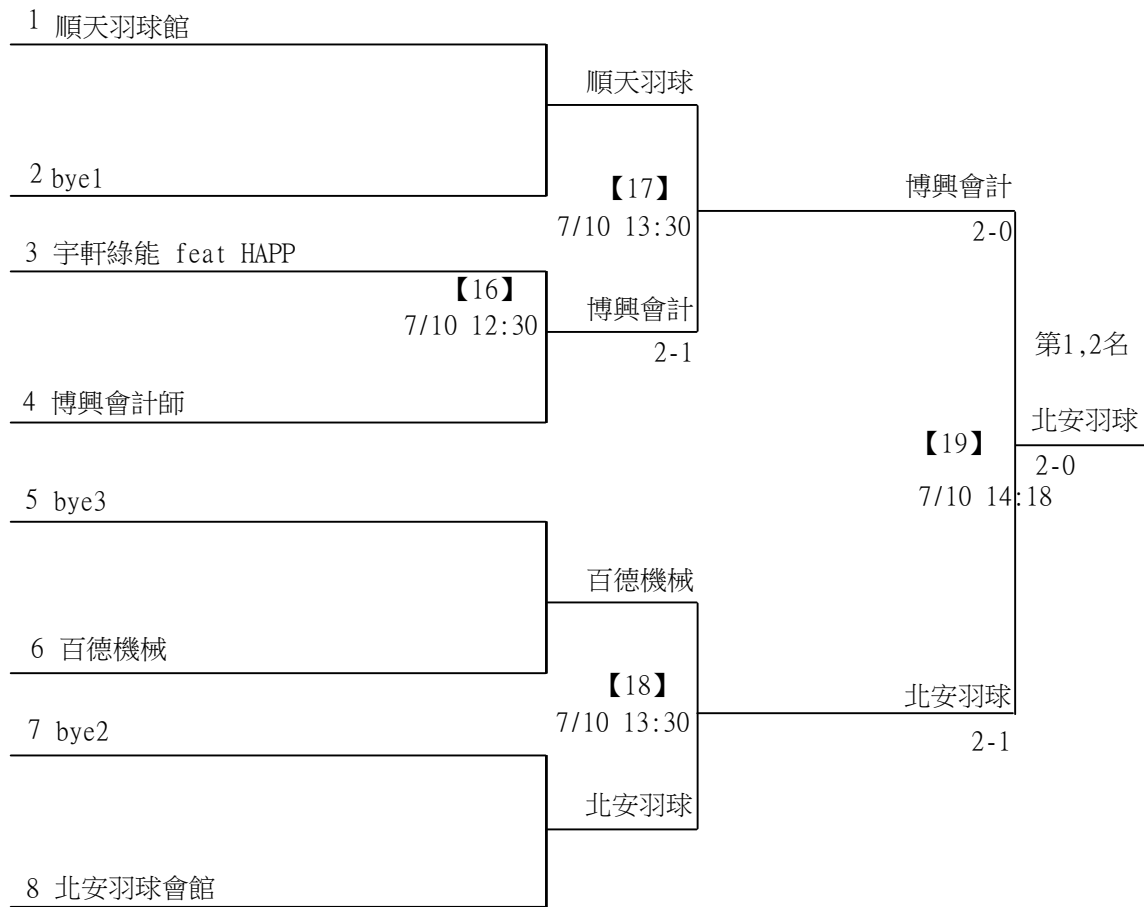 1 順天羽球館
順天羽球
2 bye1
【17】
7/10 13:30
博興會計
2-0
3 宇軒綠能 feat HAPP
【16】
7/10 12:30
博興會計
2-1
第1,2名
4 博興會計師
北安羽球
【19】
2-0
7/10 14:18
5 bye3
百德機械
6 百德機械
【18】
7/10 13:30
北安羽球
2-1
7 bye2
北安羽球
8 北安羽球會館